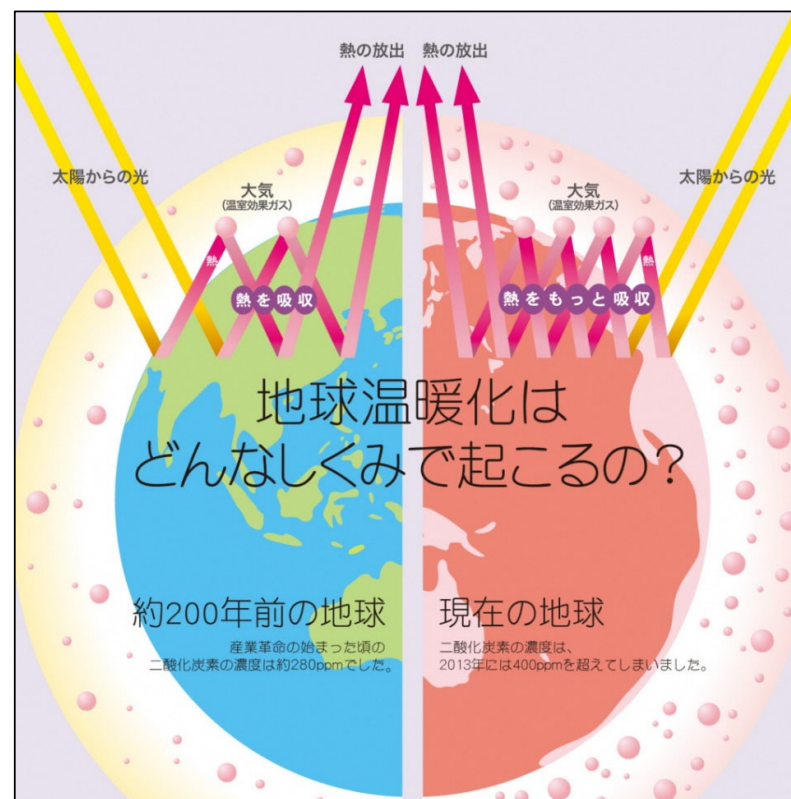 熱の放出
熱の放出
太陽からの光
大気
(温室効果ガス)
大気
(温室効果ガス)
太陽からの光
熱
熱
熱を吸収
熱をもっと吸収
地球温暖化は
どんなしくみで起こるの?
約200年前の地球
産業革命の始まった頃の
二酸化炭素の濃度は約280ppmでした。
現在の地球
二酸化炭素の濃度は、
2013年には400ppmを超えてしまいました。